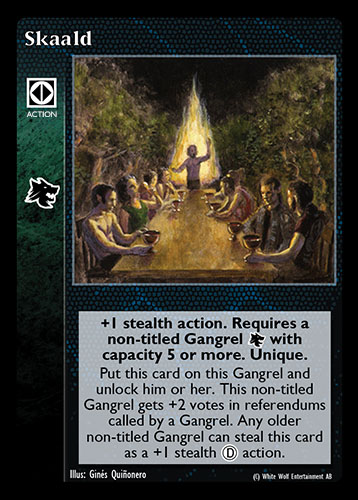 Skaald
ACTION
+1 stealth action. Requires a
non-titled Gangrel with
capacity 5 or more. Unique.
Put this card on this Gangrel and
unlock him or her. This non-titled
Gangrel gets +2 votes in referendums
called by a Gangrel. Any older
non-titled Gangrel can steal this card
as a +1 stealth D action.
Illus: Ginés Quiñonero
(C) White Wolf Entertainment AB